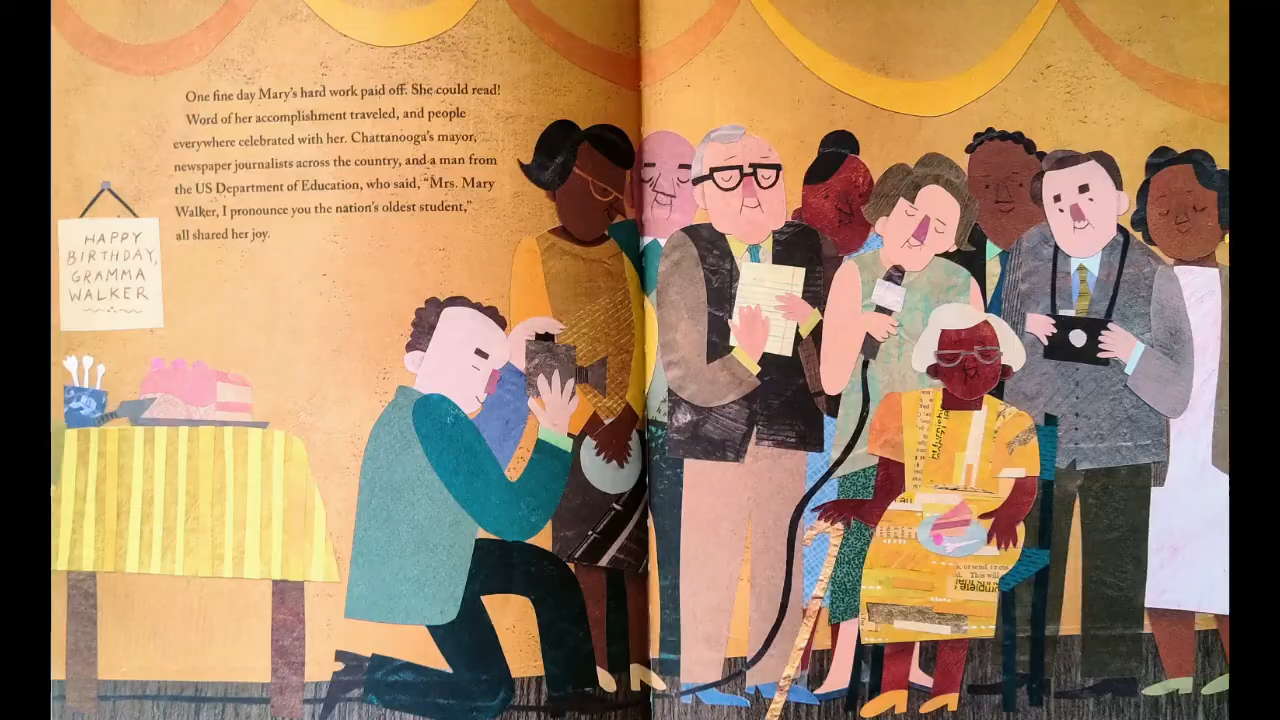 One fine day Mary's hard work paid off. She could read!
Word of her accomplishment traveled, and people
everywhere celebrated with her. Chattanooga's mayor,
newspaper journalists across the country, and a man from
the US Department of Education, who said, "Mrs. Mary
Walker, I pronounce you the nation's oldest student,"
all shared her joy.
HAPPY
BIRTHDAY,
GRAMMA
WALKER